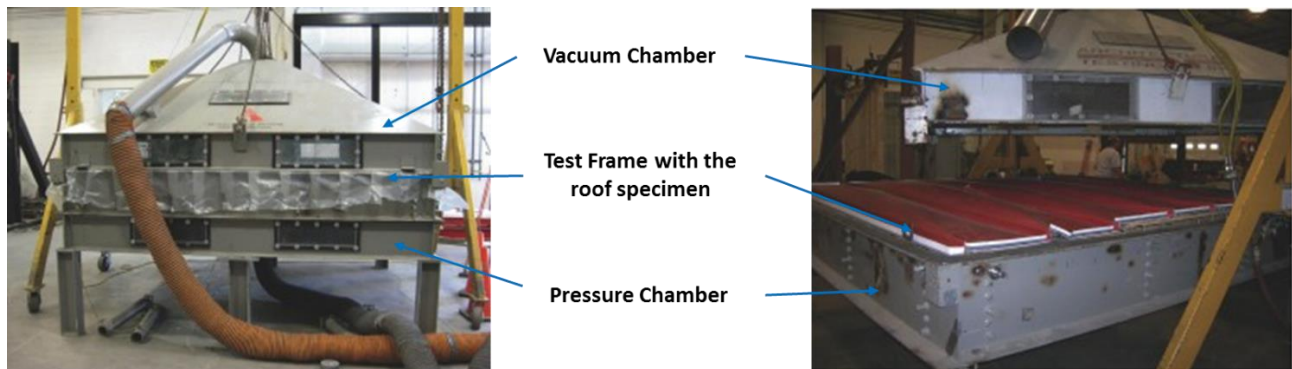 Vacuum Chamber
Test Frame with the
roof specimen
Pressure Chamber